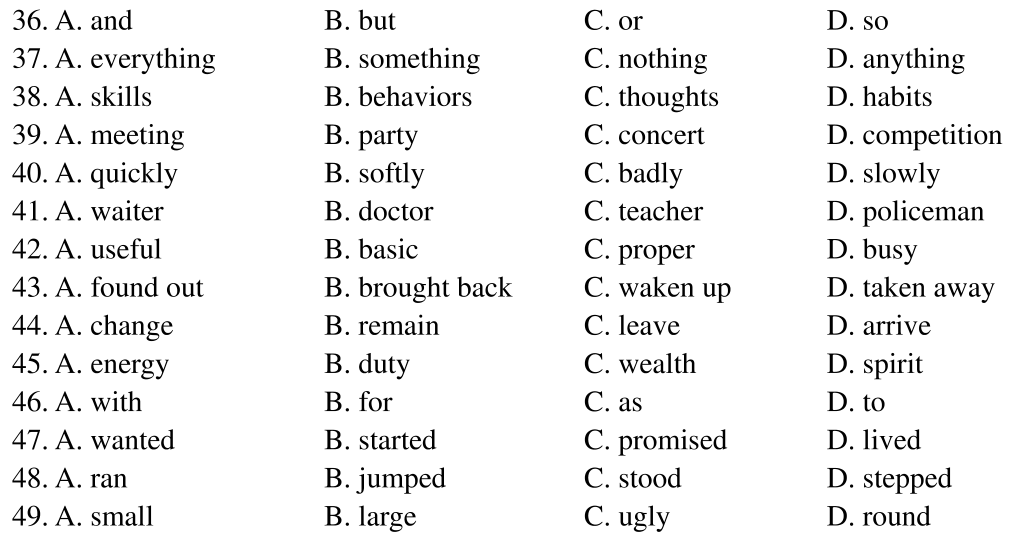 36. A. and B. but C. or D. so
37. A. everything B. something C. nothing D. anything
38. A. skills B. behaviors C. thoughts D. habits
39. A. meeting B. party C. concert D. competition
40. A. quickly B. softly C. badly D. slowly
41. A. waiter B. doctor C. teacher D. policeman
42. A. useful B. basic C. proper D. busy
43. A. found out B. brought back C. waken up D. taken away
44. A. change B. remain C. leave D. arrive
45. A. energy B. duty C. wealth D. spirit
46. A. with B. for C. as D. to
47. A. wanted B. started C. promised D. lived
48. A. ran B. jumped C. stood D. stepped
49. A. small B. large C. ugly D. round